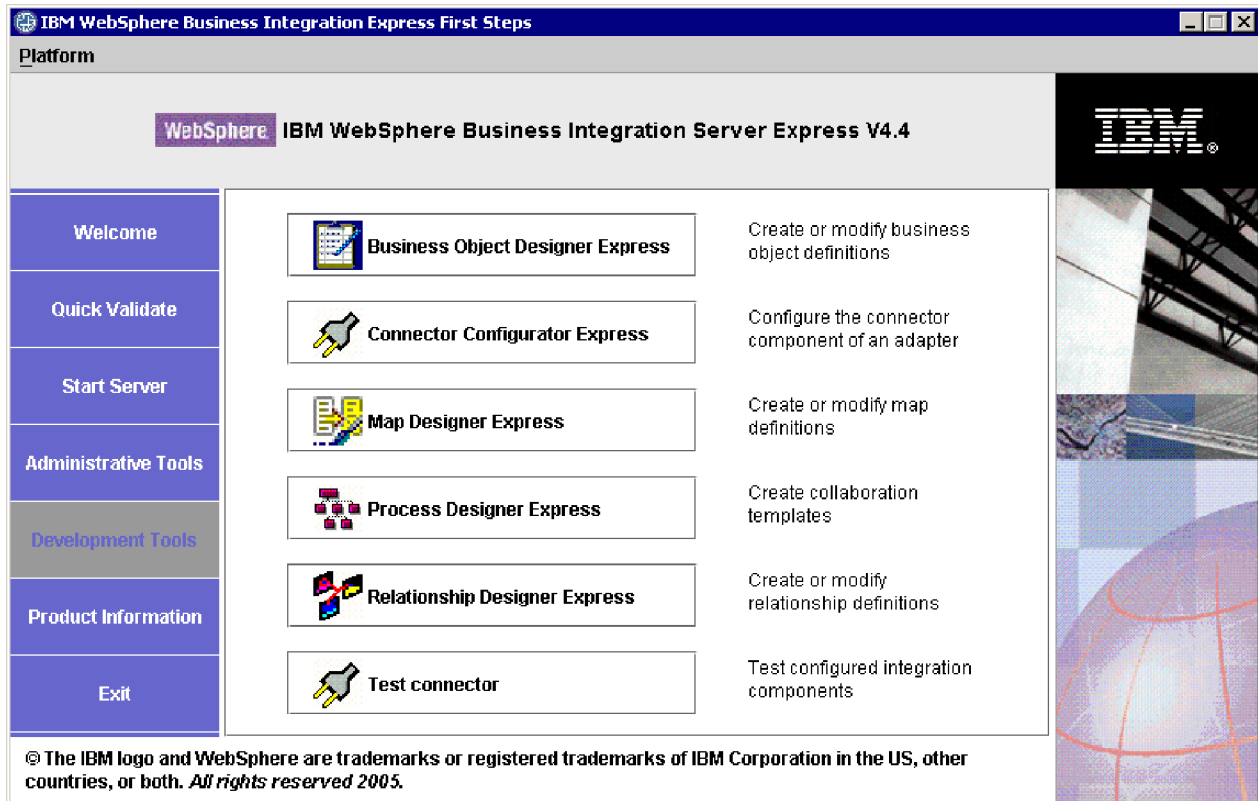 IBM WebSphere Business Integration Express First Steps
Platform
WebSphere. IBM WebSphere Business Integration Server Express V4.4
IBM®
Welcome
Quick Validate
Start Server
Administrative Tools
Development Tools
Product Information
Exit
Business Object Designer Express
Create or modify business
object definitions
Connector Configurator Express
Configure the connector
component of an adapter
Map Designer Express
Create or modify map
definitions
Process Designer Express
Create collaboration
templates
Relationship Designer Express
Create or modify
relationship definitions
Test connector
Test configured integration
components
© The IBM logo and WebSphere are trademarks or registered trademarks of IBM Corporation in the US, other
countries, or both. All rights reserved 2005.